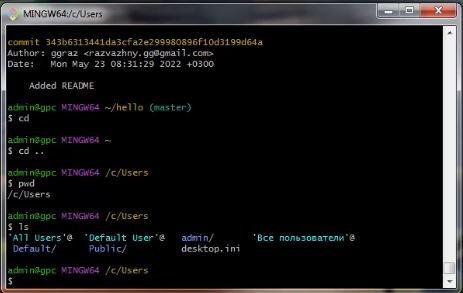 MINGW64:/c/Users
commit 343b6313441da3cfa2e299980896f10d3199d64a
Author: ggraz <razvazhny.gg@gmail.com>
Date:   Mon May 23 08:31:29 2022 +0300
Added README
admin@gpc MINGW64 ~/hello (master)
$ cd
admin@gpc MINGW64 ~
$ cd ..
admin@gpc MINGW64 /c/Users
$ pwd
/c/Users
admin@gpc MINGW64 /c/Users
$ ls
'All Users'@  'Default User'@  admin/  'Все пользователи'@
Default/  Public/  desktop.ini
admin@gpc MINGW64 /c/Users
$